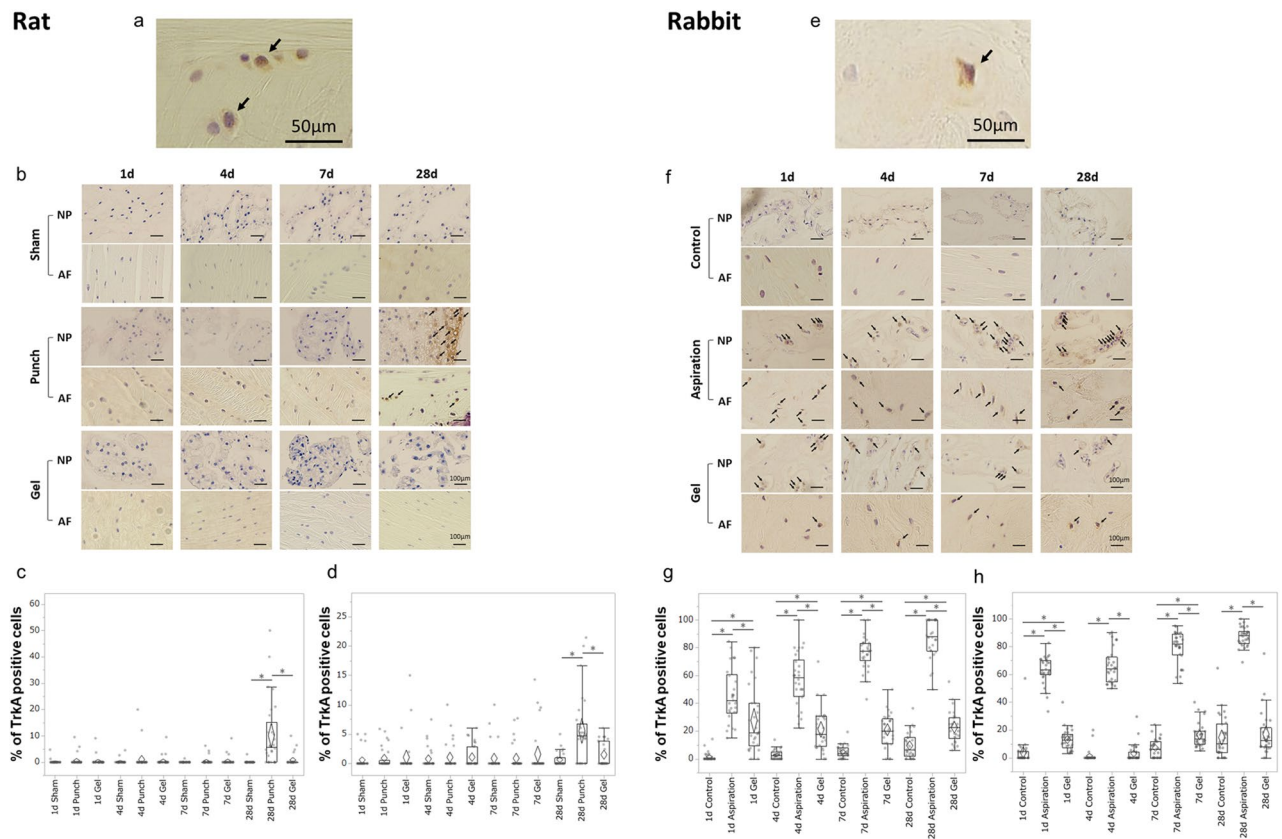 Rat
a
50μm
b
1d 4d 7d 28d
Sham
NP
AF
Punch
NP
AF
Gel
NP
100μm
AF
100μm
c
% of TrkA positive cells
60
50
40
30
20
10
0
* *
1d Sham
1d Punch
1d Gel
4d Sham
4d Punch
4d Gel
7d Sham
7d Punch
7d Gel
28d Sham
28d Punch
28d Gel
d
% of TrkA positive cells
25
20
15
10
5
0
* *
1d Sham
1d Punch
1d Gel
4d Sham
4d Punch
4d Gel
7d Sham
7d Punch
7d Gel
28d Sham
28d Punch
28d Gel
Rabbit
e
50μm
f
1d 4d 7d 28d
Control
NP
AF
Aspiration
NP
AF
Gel
NP
100μm
AF
100μm
g
% of TrkA positive cells
100
80
60
40
20
0
* * * *
* * * * * * * *
1d Control
1d Aspiration
1d Gel
4d Control
4d Aspiration
4d Gel
7d Control
7d Aspiration
7d Gel
28d Control
28d Aspiration
28d Gel
h
% of TrkA positive cells
100
80
60
40
20
0
* *
* * * * * * * *
1d Control
1d Aspiration
1d Gel
4d Control
4d Aspiration
4d Gel
7d Control
7d Aspiration
7d Gel
28d Control
28d Aspiration
28d Gel